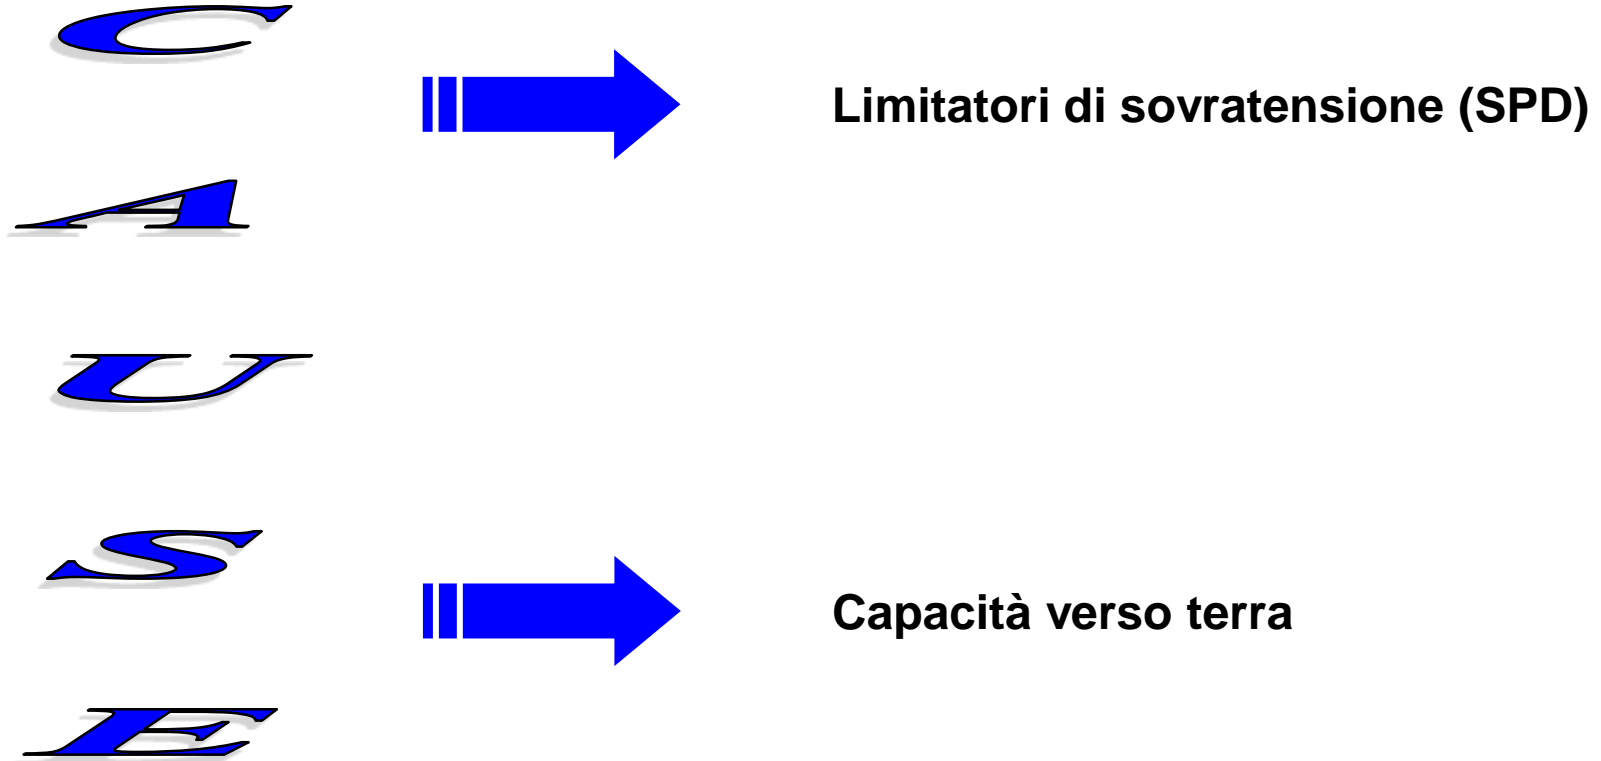 C
A
U
S
E
Limitatori di sovratensione (SPD)
Capacità verso terra